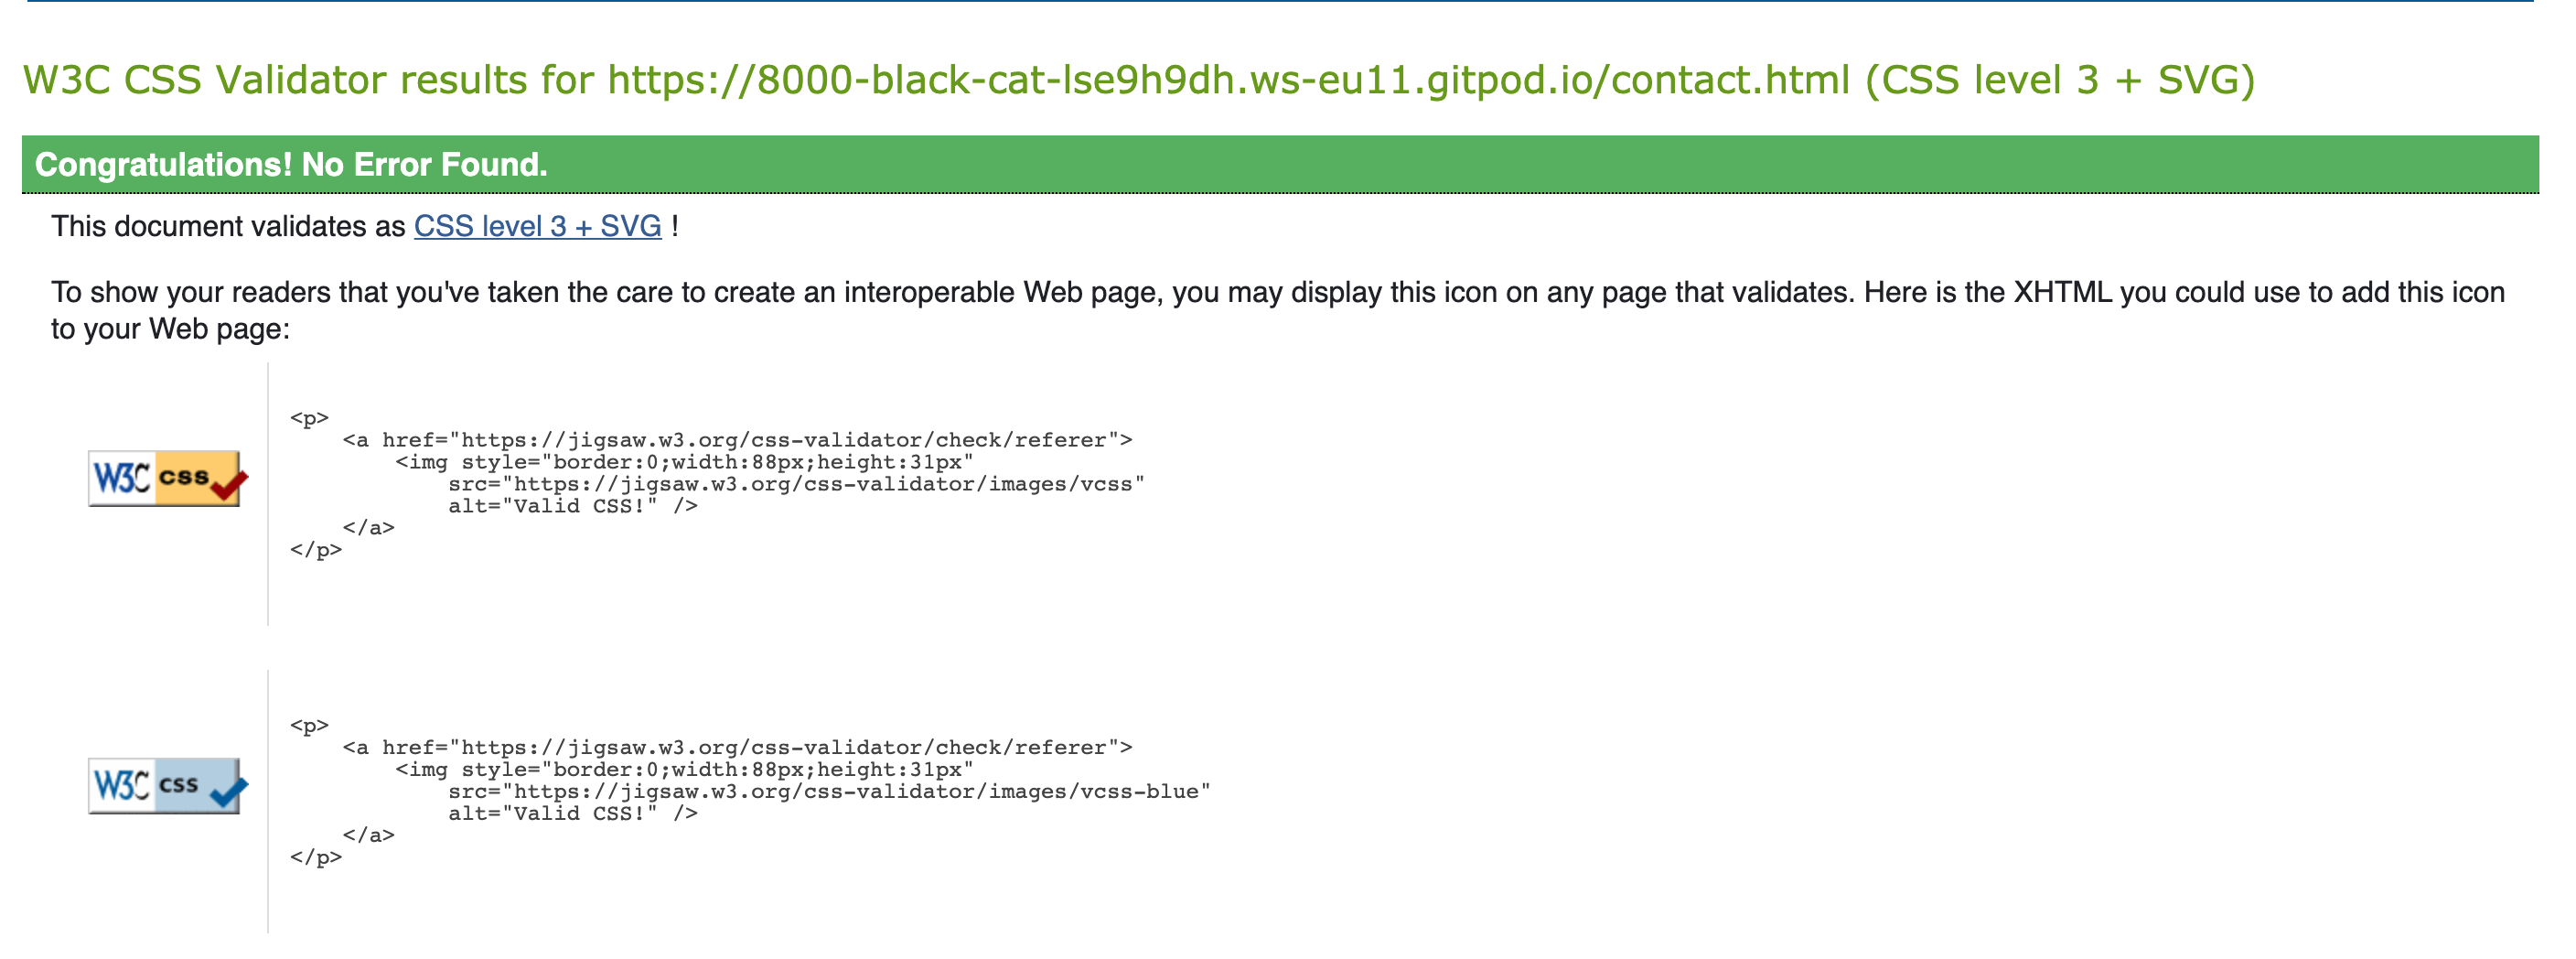 W3C CSS Validator results for https://8000-black-cat-lse9h9dh.ws-eu11.gitpod.io/contact.html (CSS level 3 + SVG)
Congratulations! No Error Found.
This document validates as CSS level 3 + SVG !
To show your readers that you've taken the care to create an interoperable Web page, you may display this icon on any page that validates. Here is the XHTML you could use to add this icon
to your Web page:
W3C css
<p>
    <a href="https://jigsaw.w3.org/css-validator/check/referer">
        <img style="border:0;width:88px;height:31px"
            src="https://jigsaw.w3.org/css-validator/images/vcss"
            alt="Valid CSS!" />
    </a>
</p>
W3C css
<p>
    <a href="https://jigsaw.w3.org/css-validator/check/referer">
        <img style="border:0;width:88px;height:31px"
            src="https://jigsaw.w3.org/css-validator/images/vcss-blue"
            alt="Valid CSS!" />
    </a>
</p>